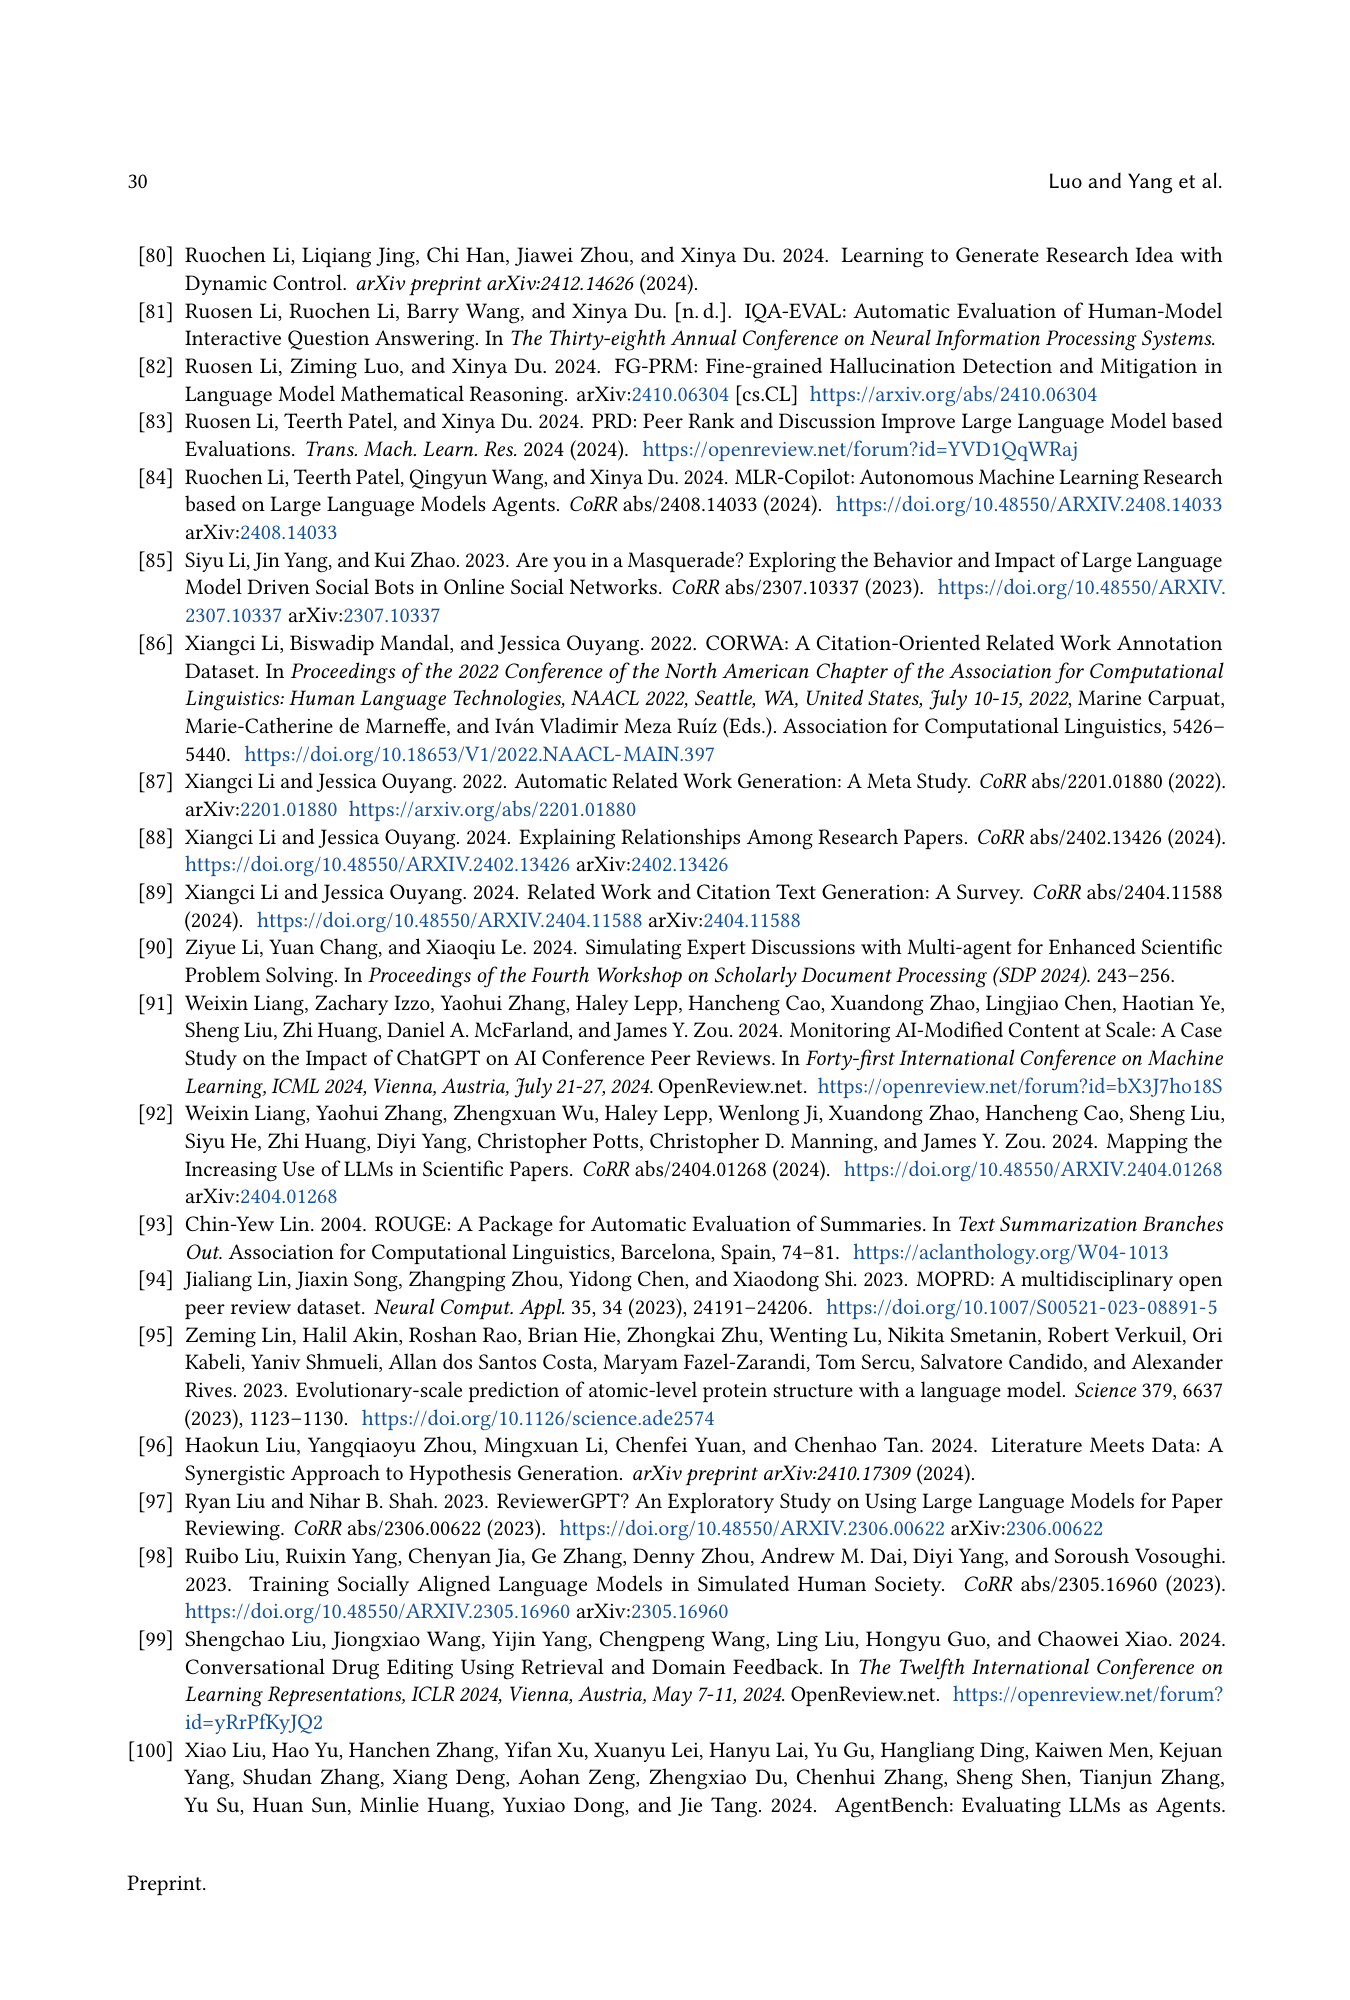 30
Luo and Yang et al.
[80] Ruochen Li, Liqiang Jing, Chi Han, Jiawei Zhou, and Xinya Du. 2024. Learning to Generate Research Idea with
Dynamic Control. arXiv preprint arXiv:2412.14626 (2024).
[81] Ruosen Li, Ruochen Li, Barry Wang, and Xinya Du. [n. d.]. IQA-EVAL: Automatic Evaluation of Human-Model
Interactive Question Answering. In The Thirty-eighth Annual Conference on Neural Information Processing Systems.
[82] Ruosen Li, Ziming Luo, and Xinya Du. 2024. FG-PRM: Fine-grained Hallucination Detection and Mitigation in
Language Model Mathematical Reasoning. arXiv:2410.06304 [cs.CL] https://arxiv.org/abs/2410.06304
[83] Ruosen Li, Teerth Patel, and Xinya Du. 2024. PRD: Peer Rank and Discussion Improve Large Language Model based
Evaluations. Trans. Mach. Learn. Res. 2024 (2024). https://openreview.net/forum?id=YVD1QqWRaj
[84] Ruochen Li, Teerth Patel, Qingyun Wang, and Xinya Du. 2024. MLR-Copilot: Autonomous Machine Learning Research
based on Large Language Models Agents. CoRR abs/2408.14033 (2024). https://doi.org/10.48550/ARXIV.2408.14033
arXiv:2408.14033
[85] Siyu Li, Jin Yang, and Kui Zhao. 2023. Are you in a Masquerade? Exploring the Behavior and Impact of Large Language
Model Driven Social Bots in Online Social Networks. CoRR abs/2307.10337 (2023). https://doi.org/10.48550/ARXIV.
2307.10337 arXiv:2307.10337
[86] Xiangci Li, Biswadip Mandal, and Jessica Ouyang. 2022. CORWA: A Citation-Oriented Related Work Annotation
Dataset. In Proceedings of the 2022 Conference of the North American Chapter of the Association for Computational
Linguistics: Human Language Technologies, NAACL 2022, Seattle, WA, United States, July 10-15, 2022, Marine Carpuat,
Marie-Catherine de Marneffe, and Iván Vladimir Meza Ruíz (Eds.). Association for Computational Linguistics, 5426–
5440. https://doi.org/10.18653/V1/2022.NAACL-MAIN.397
[87] Xiangci Li and Jessica Ouyang. 2022. Automatic Related Work Generation: A Meta Study. CoRR abs/2201.01880 (2022).
arXiv:2201.01880 https://arxiv.org/abs/2201.01880
[88] Xiangci Li and Jessica Ouyang. 2024. Explaining Relationships Among Research Papers. CoRR abs/2402.13426 (2024).
https://doi.org/10.48550/ARXIV.2402.13426 arXiv:2402.13426
[89] Xiangci Li and Jessica Ouyang. 2024. Related Work and Citation Text Generation: A Survey. CoRR abs/2404.11588
(2024). https://doi.org/10.48550/ARXIV.2404.11588 arXiv:2404.11588
[90] Ziyue Li, Yuan Chang, and Xiaoqiu Le. 2024. Simulating Expert Discussions with Multi-agent for Enhanced Scientific
Problem Solving. In Proceedings of the Fourth Workshop on Scholarly Document Processing (SDP 2024). 243–256.
[91] Weixin Liang, Zachary Izzo, Yaohui Zhang, Haley Lepp, Hancheng Cao, Xuandong Zhao, Lingjiao Chen, Haotian Ye,
Sheng Liu, Zhi Huang, Daniel A. McFarland, and James Y. Zou. 2024. Monitoring AI-Modified Content at Scale: A Case
Study on the Impact of ChatGPT on AI Conference Peer Reviews. In Forty-first International Conference on Machine
Learning, ICML 2024, Vienna, Austria, July 21-27, 2024. OpenReview.net. https://openreview.net/forum?id=bX3J7ho18S
[92] Weixin Liang, Yaohui Zhang, Zhengxuan Wu, Haley Lepp, Wenlong Ji, Xuandong Zhao, Hancheng Cao, Sheng Liu,
Siyu He, Zhi Huang, Diyi Yang, Christopher Potts, Christopher D. Manning, and James Y. Zou. 2024. Mapping the
Increasing Use of LLMs in Scientific Papers. CoRR abs/2404.01268 (2024). https://doi.org/10.48550/ARXIV.2404.01268
arXiv:2404.01268
[93] Chin-Yew Lin. 2004. ROUGE: A Package for Automatic Evaluation of Summaries. In Text Summarization Branches
Out. Association for Computational Linguistics, Barcelona, Spain, 74–81. https://aclanthology.org/W04-1013
[94] Jialiang Lin, Jiaxin Song, Zhangping Zhou, Yidong Chen, and Xiaodong Shi. 2023. MOPRD: A multidisciplinary open
peer review dataset. Neural Comput. Appl. 35, 34 (2023), 24191–24206. https://doi.org/10.1007/S00521-023-08891-5
[95] Zeming Lin, Halil Akin, Roshan Rao, Brian Hie, Zhongkai Zhu, Wenting Lu, Nikita Smetanin, Robert Verkuil, Ori
Kabeli, Yaniv Shmueli, Allan dos Santos Costa, Maryam Fazel-Zarandi, Tom Sercu, Salvatore Candido, and Alexander
Rives. 2023. Evolutionary-scale prediction of atomic-level protein structure with a language model. Science 379, 6637
(2023), 1123–1130. https://doi.org/10.1126/science.ade2574
[96] Haokun Liu, Yangqiaoyu Zhou, Mingxuan Li, Chenfei Yuan, and Chenhao Tan. 2024. Literature Meets Data: A
Synergistic Approach to Hypothesis Generation. arXiv preprint arXiv:2410.17309 (2024).
[97] Ryan Liu and Nihar B. Shah. 2023. ReviewerGPT? An Exploratory Study on Using Large Language Models for Paper
Reviewing. CoRR abs/2306.00622 (2023). https://doi.org/10.48550/ARXIV.2306.00622 arXiv:2306.00622
[98] Ruibo Liu, Ruixin Yang, Chenyan Jia, Ge Zhang, Denny Zhou, Andrew M. Dai, Diyi Yang, and Soroush Vosoughi.
2023. Training Socially Aligned Language Models in Simulated Human Society. CoRR abs/2305.16960 (2023).
https://doi.org/10.48550/ARXIV.2305.16960 arXiv:2305.16960
[99] Shengchao Liu, Jiongxiao Wang, Yijin Yang, Chengpeng Wang, Ling Liu, Hongyu Guo, and Chaowei Xiao. 2024.
Conversational Drug Editing Using Retrieval and Domain Feedback. In The Twelfth International Conference on
Learning Representations, ICLR 2024, Vienna, Austria, May 7-11, 2024. OpenReview.net. https://openreview.net/forum?
id=yRrPfKyJQ2
[100] Xiao Liu, Hao Yu, Hanchen Zhang, Yifan Xu, Xuanyu Lei, Hanyu Lai, Yu Gu, Hangliang Ding, Kaiwen Men, Kejuan
Yang, Shudan Zhang, Xiang Deng, Aohan Zeng, Zhengxiao Du, Chenhui Zhang, Sheng Shen, Tianjun Zhang,
Yu Su, Huan Sun, Minlie Huang, Yuxiao Dong, and Jie Tang. 2024. AgentBench: Evaluating LLMs as Agents.
Preprint.